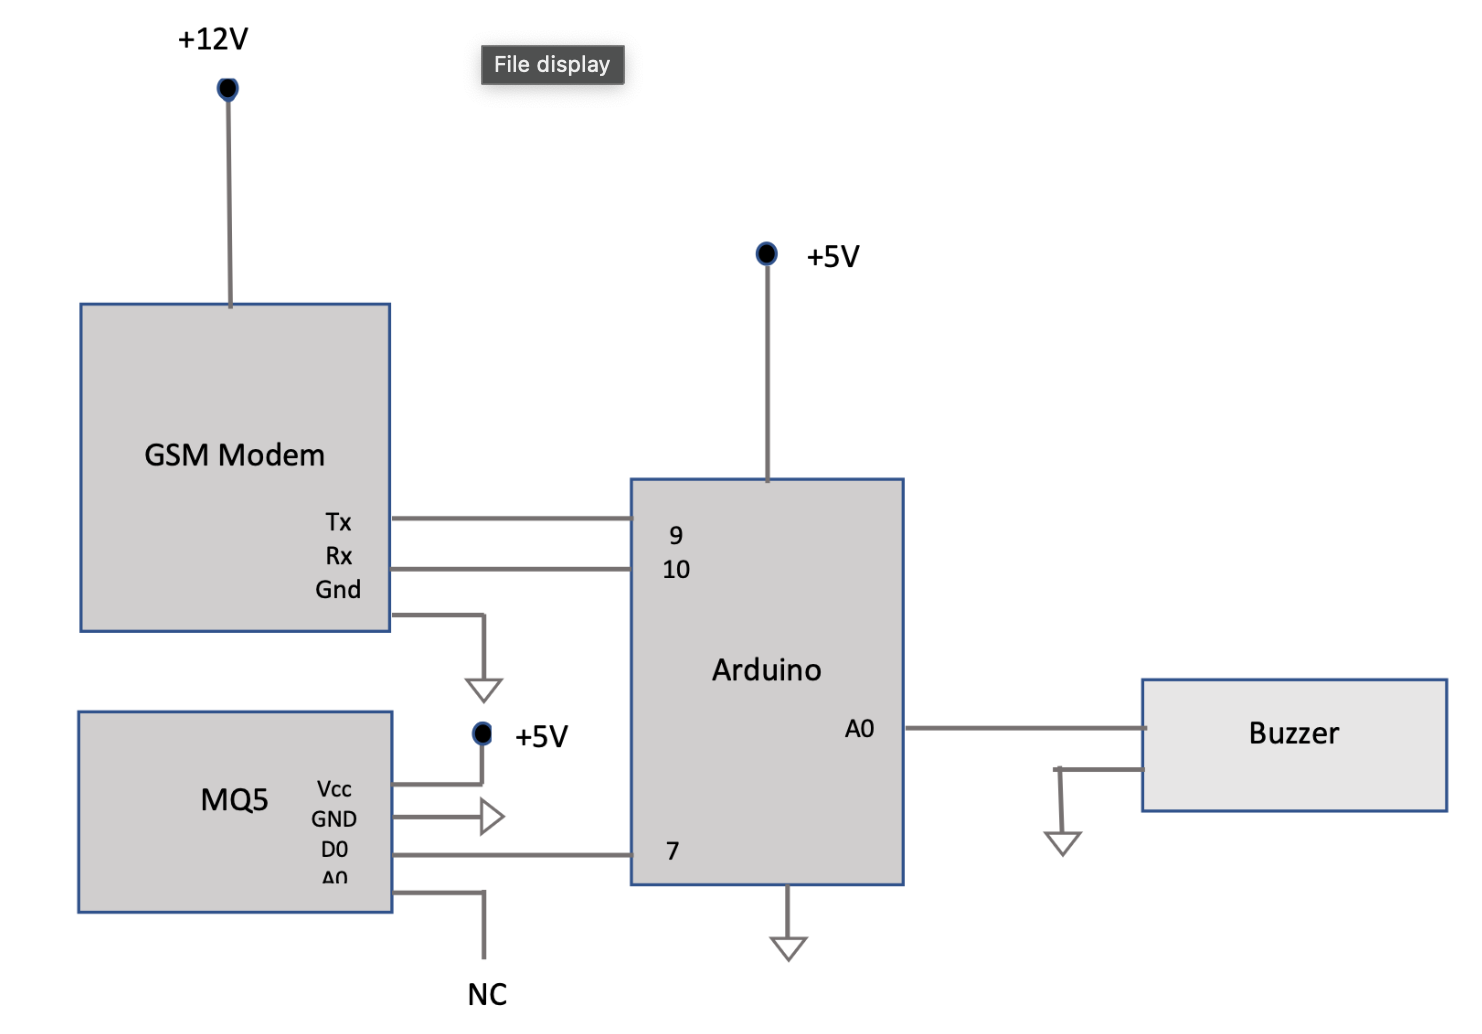 +12V
File display
+5V
GSM Modem
Tx
Rx
Gnd
9
10
Arduino
A0
Buzzer
+5V
MQ5
Vcc
GND
D0
A0
7
NC